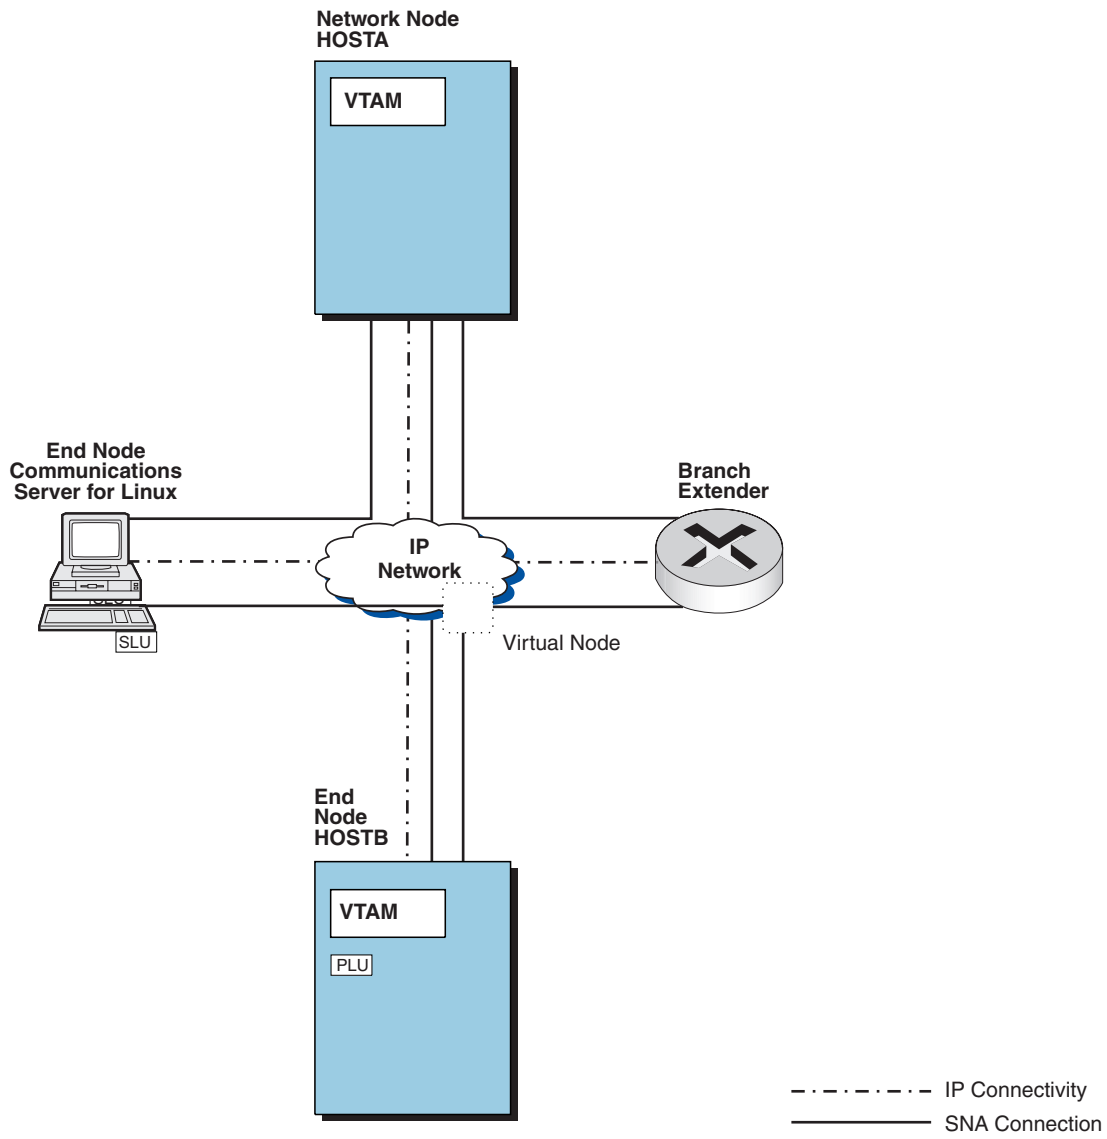 Network Node
HOSTA
VTAM
End Node
Communications
Server for Linux
Branch
Extender
IP
Network
SLU
Virtual Node
End
Node
HOSTB
VTAM
PLU
IP Connectivity
SNA Connection